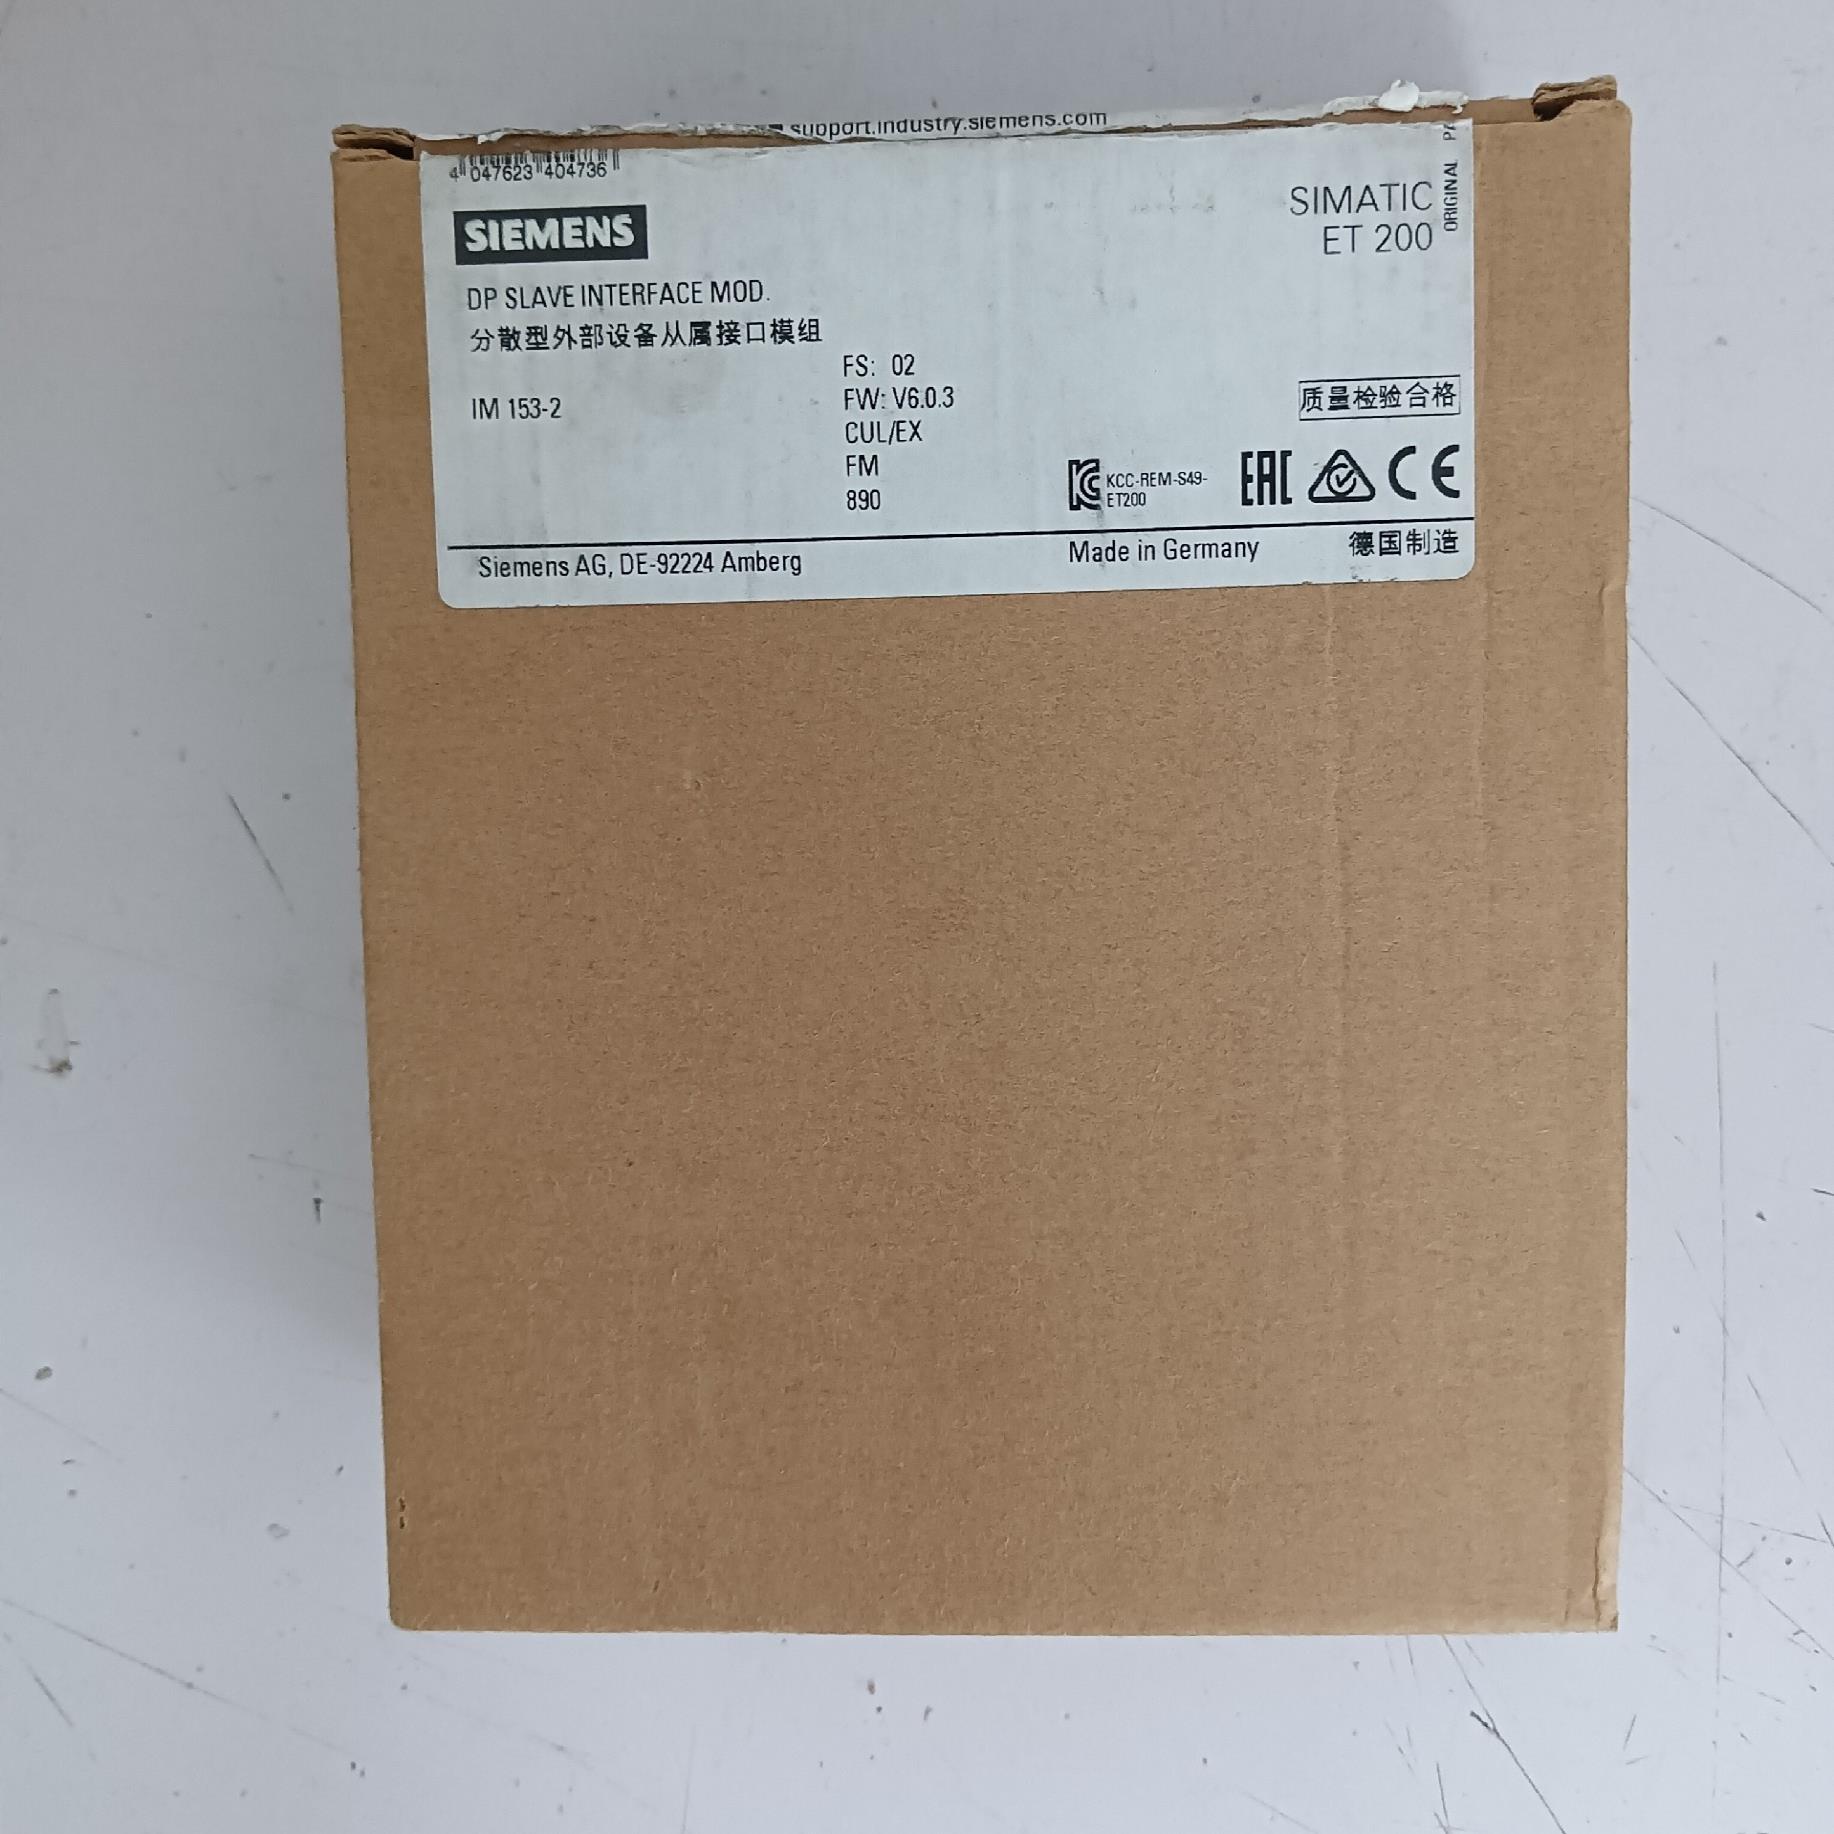 support.industry.siemens.com
4 047623 404736
SIEMENS
SIMATIC
ET 200
ORIGINAL
DP SLAVE INTERFACE MOD.
分散型外部设备从属接口模组
IM 153-2
FS: 02
FW: V6.0.3
CUL/EX
FM
890
质量检验合格
KCC-REM-S49-
ET200
EAC
CE
Siemens AG, DE-92224 Amberg
Made in Germany
德国制造